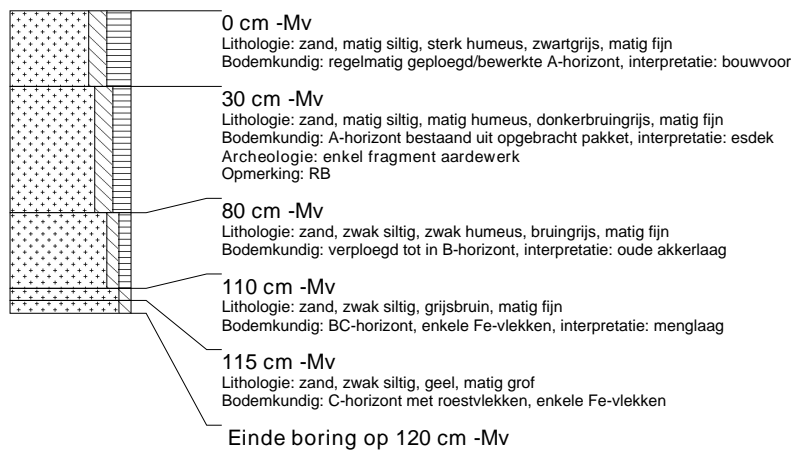 0 cm -Mv
Lithologie: zand, matig siltig, sterk humeus, zwartgrijs, matig fijn
Bodemkundig: regelmatig geploegd/bewerkte A-horizont, interpretatie: bouwvoor
30 cm -Mv
Lithologie: zand, matig siltig, matig humeus, donkerbruingrijs, matig fijn
Bodemkundig: A-horizont bestaand uit opgebracht pakket, interpretatie: esdek
Archeologie: enkel fragment aardewerk
Opmerking: RB
80 cm -Mv
Lithologie: zand, zwak siltig, zwak humeus, bruingrijs, matig fijn
Bodemkundig: verploegd tot in B-horizont, interpretatie: oude akkerlaag
110 cm -Mv
Lithologie: zand, zwak siltig, grijsbruin, matig fijn
Bodemkundig: BC-horizont, enkele Fe-vlekken, interpretatie: menglaag
115 cm -Mv
Lithologie: zand, zwak siltig, geel, matig grof
Bodemkundig: C-horizont met roestvlekken, enkele Fe-vlekken
Einde boring op 120 cm -Mv